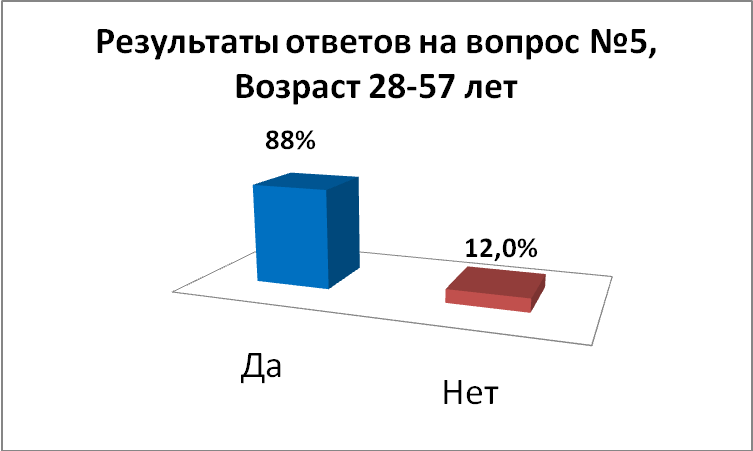 Результаты ответов на вопрос №5,
Возраст 28-57 лет
88%
12,0%
Да
Нет